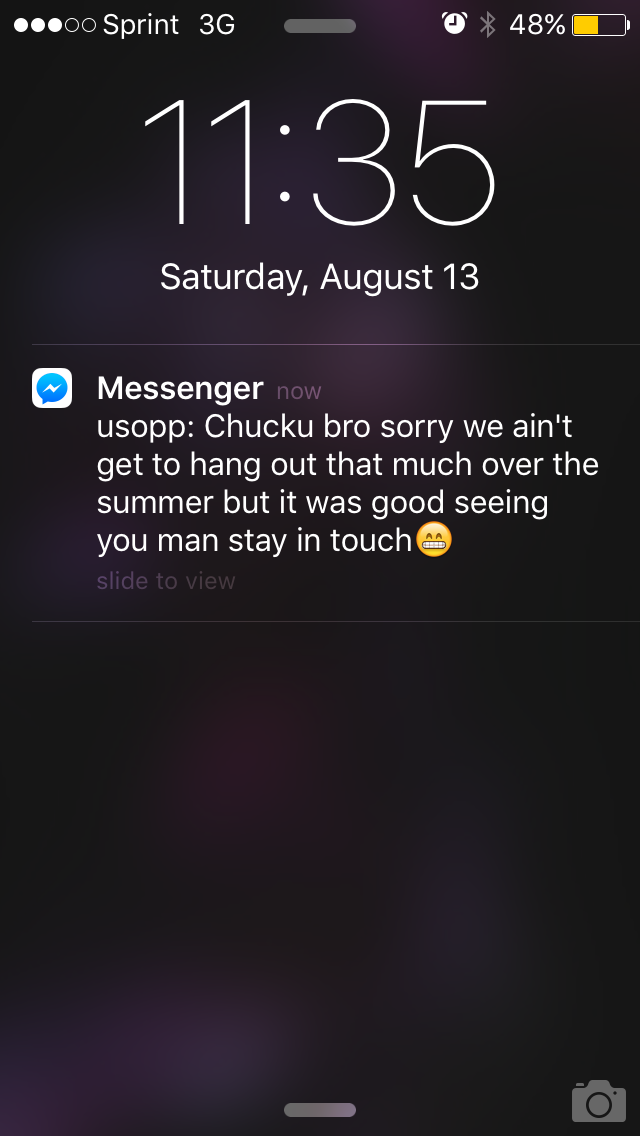 Sprint 3G 48%
11:35
Saturday, August 13
Messenger now
usopp: Chucku bro sorry we ain't
get to hang out that much over the
summer but it was good seeing
you man stay in touch😁
slide to view